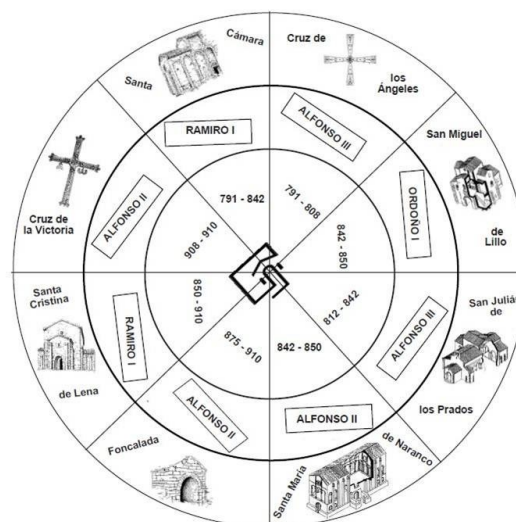 Cruz de
los
Ángeles
San Miguel
de
Lillo
San Juliá
de
los Prados
Santa María
de Naranco
Foncalada
Santa
Cristina
de Lena
Cruz de
la Victoria
Santa
Cámara
ALFONSO III
ORDOÑO I
ALFONSO III
ALFONSO II
ALFONSO II
RAMIRO I
ALFONSO II
RAMIRO I
791 - 808
842 - 850
812 - 842
842 - 850
875 - 910
850 - 910
908 - 910
791 - 842